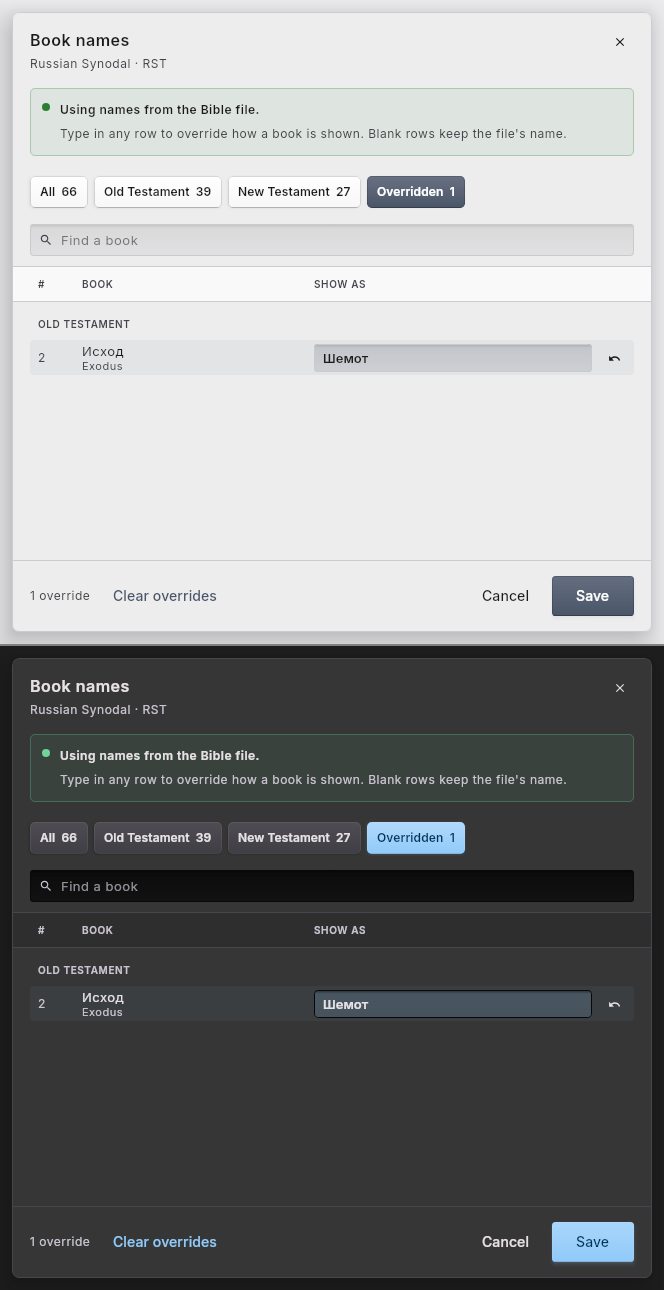 Book names
×
Russian Synodal · RST
Using names from the Bible file.
Type in any row to override how a book is shown. Blank rows keep the file's name.
All 66 Old Testament 39 New Testament 27 Overridden 1
Find a book
# BOOK SHOW AS
OLD TESTAMENT
2 Исход Шемот
Exodus
1 override Clear overrides Cancel Save
Book names
×
Russian Synodal · RST
Using names from the Bible file.
Type in any row to override how a book is shown. Blank rows keep the file's name.
All 66 Old Testament 39 New Testament 27 Overridden 1
Find a book
# BOOK SHOW AS
OLD TESTAMENT
2 Исход Шемот
Exodus
1 override Clear overrides Cancel Save